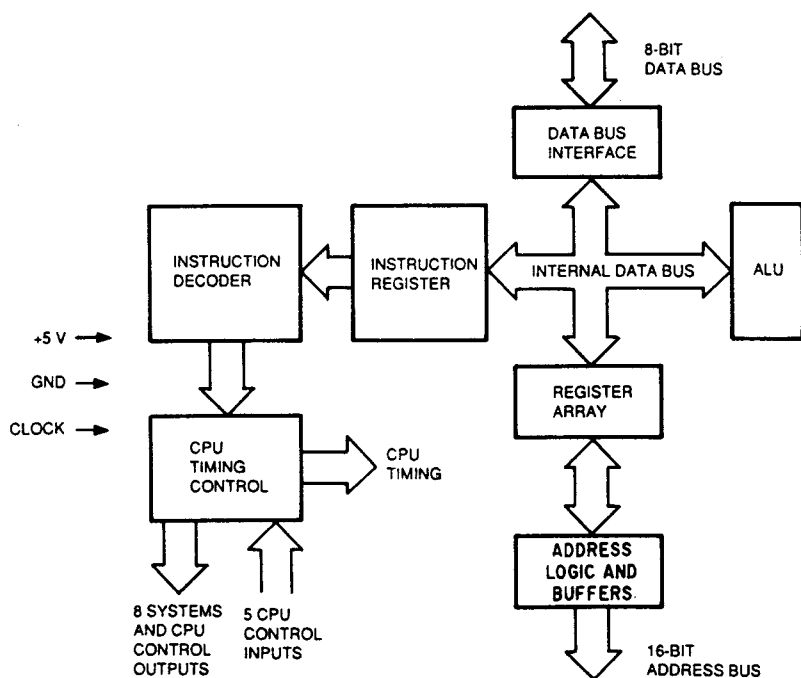 8-BIT
DATA BUS
DATA BUS
INTERFACE
INSTRUCTION
DECODER
INSTRUCTION
REGISTER
INTERNAL DATA BUS
ALU
+5 V
GND
CLOCK
REGISTER
ARRAY
CPU
TIMING
CONTROL
CPU
TIMING
ADDRESS
LOGIC AND
BUFFERS.
8 SYSTEMS
AND CPU
CONTROL
OUTPUTS
5 CPU
CONTROL
INPUTS
16-BIT
ADDRESS BUS